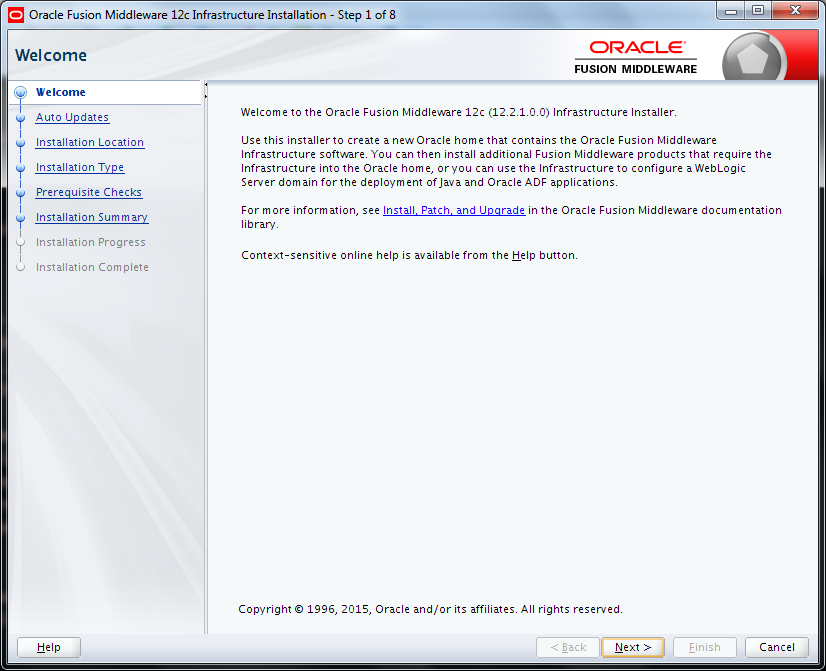 Oracle Fusion Middleware 12c Infrastructure Installation - Step 1 of 8
Welcome
ORACLE®
FUSION MIDDLEWARE
Welcome
Auto Updates
Installation Location
Installation Type
Prerequisite Checks
Installation Summary
Installation Progress
Installation Complete
Welcome to the Oracle Fusion Middleware 12c (12.2.1.0.0) Infrastructure Installer.
Use this installer to create a new Oracle home that contains the Oracle Fusion Middleware
Infrastructure software. You can then install additional Fusion Middleware products that require the
Infrastructure into the Oracle home, or you can use the Infrastructure to configure a WebLogic
Server domain for the deployment of Java and Oracle ADF applications.
For more information, see Install, Patch, and Upgrade in the Oracle Fusion Middleware documentation
library.
Context-sensitive online help is available from the Help button.
Copyright © 1996, 2015, Oracle and/or its affiliates. All rights reserved.
Help
< Back
Next >
Finish
Cancel